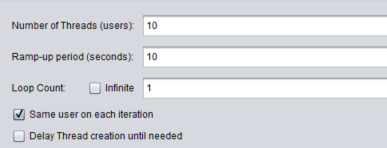 Number of Threads (users): 10
Ramp-up period (seconds): 10
Loop Count: Infinite 1
Same user on each iteration
Delay Thread creation until needed